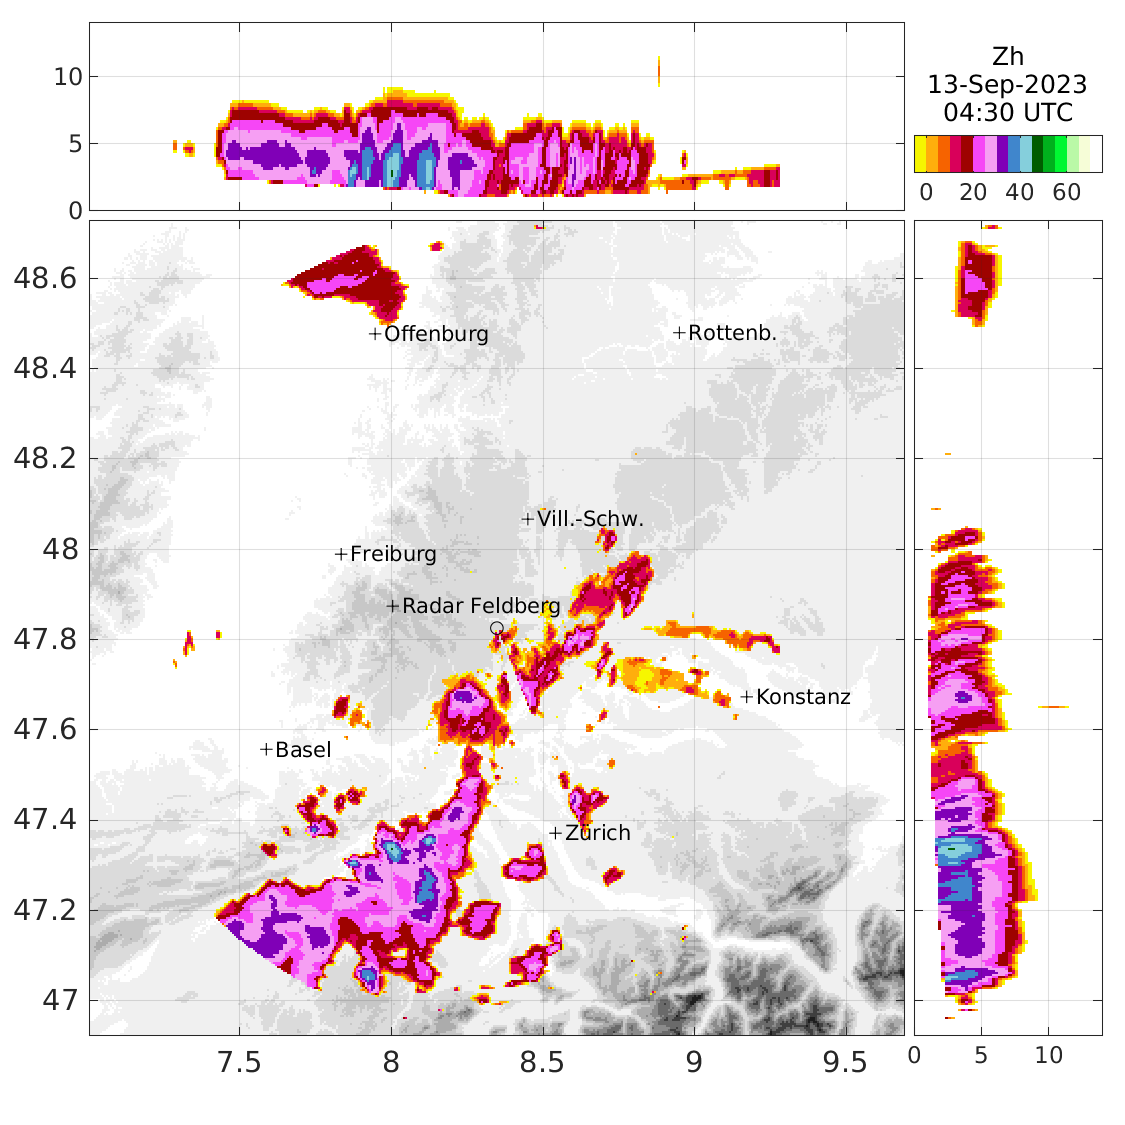 10
5
0
Zh
13-Sep-2023
04:30 UTC
0 20 40 60
48.6
48.4
48.2
48
47.8
47.6
47.4
47.2
47
+Offenburg
+Rottenb.
+Vill.-Schw.
+Freiburg
+Radar Feldberg
+Konstanz
+Basel
+Zürich
7.5 8 8.5 9 9.5
0 5 10